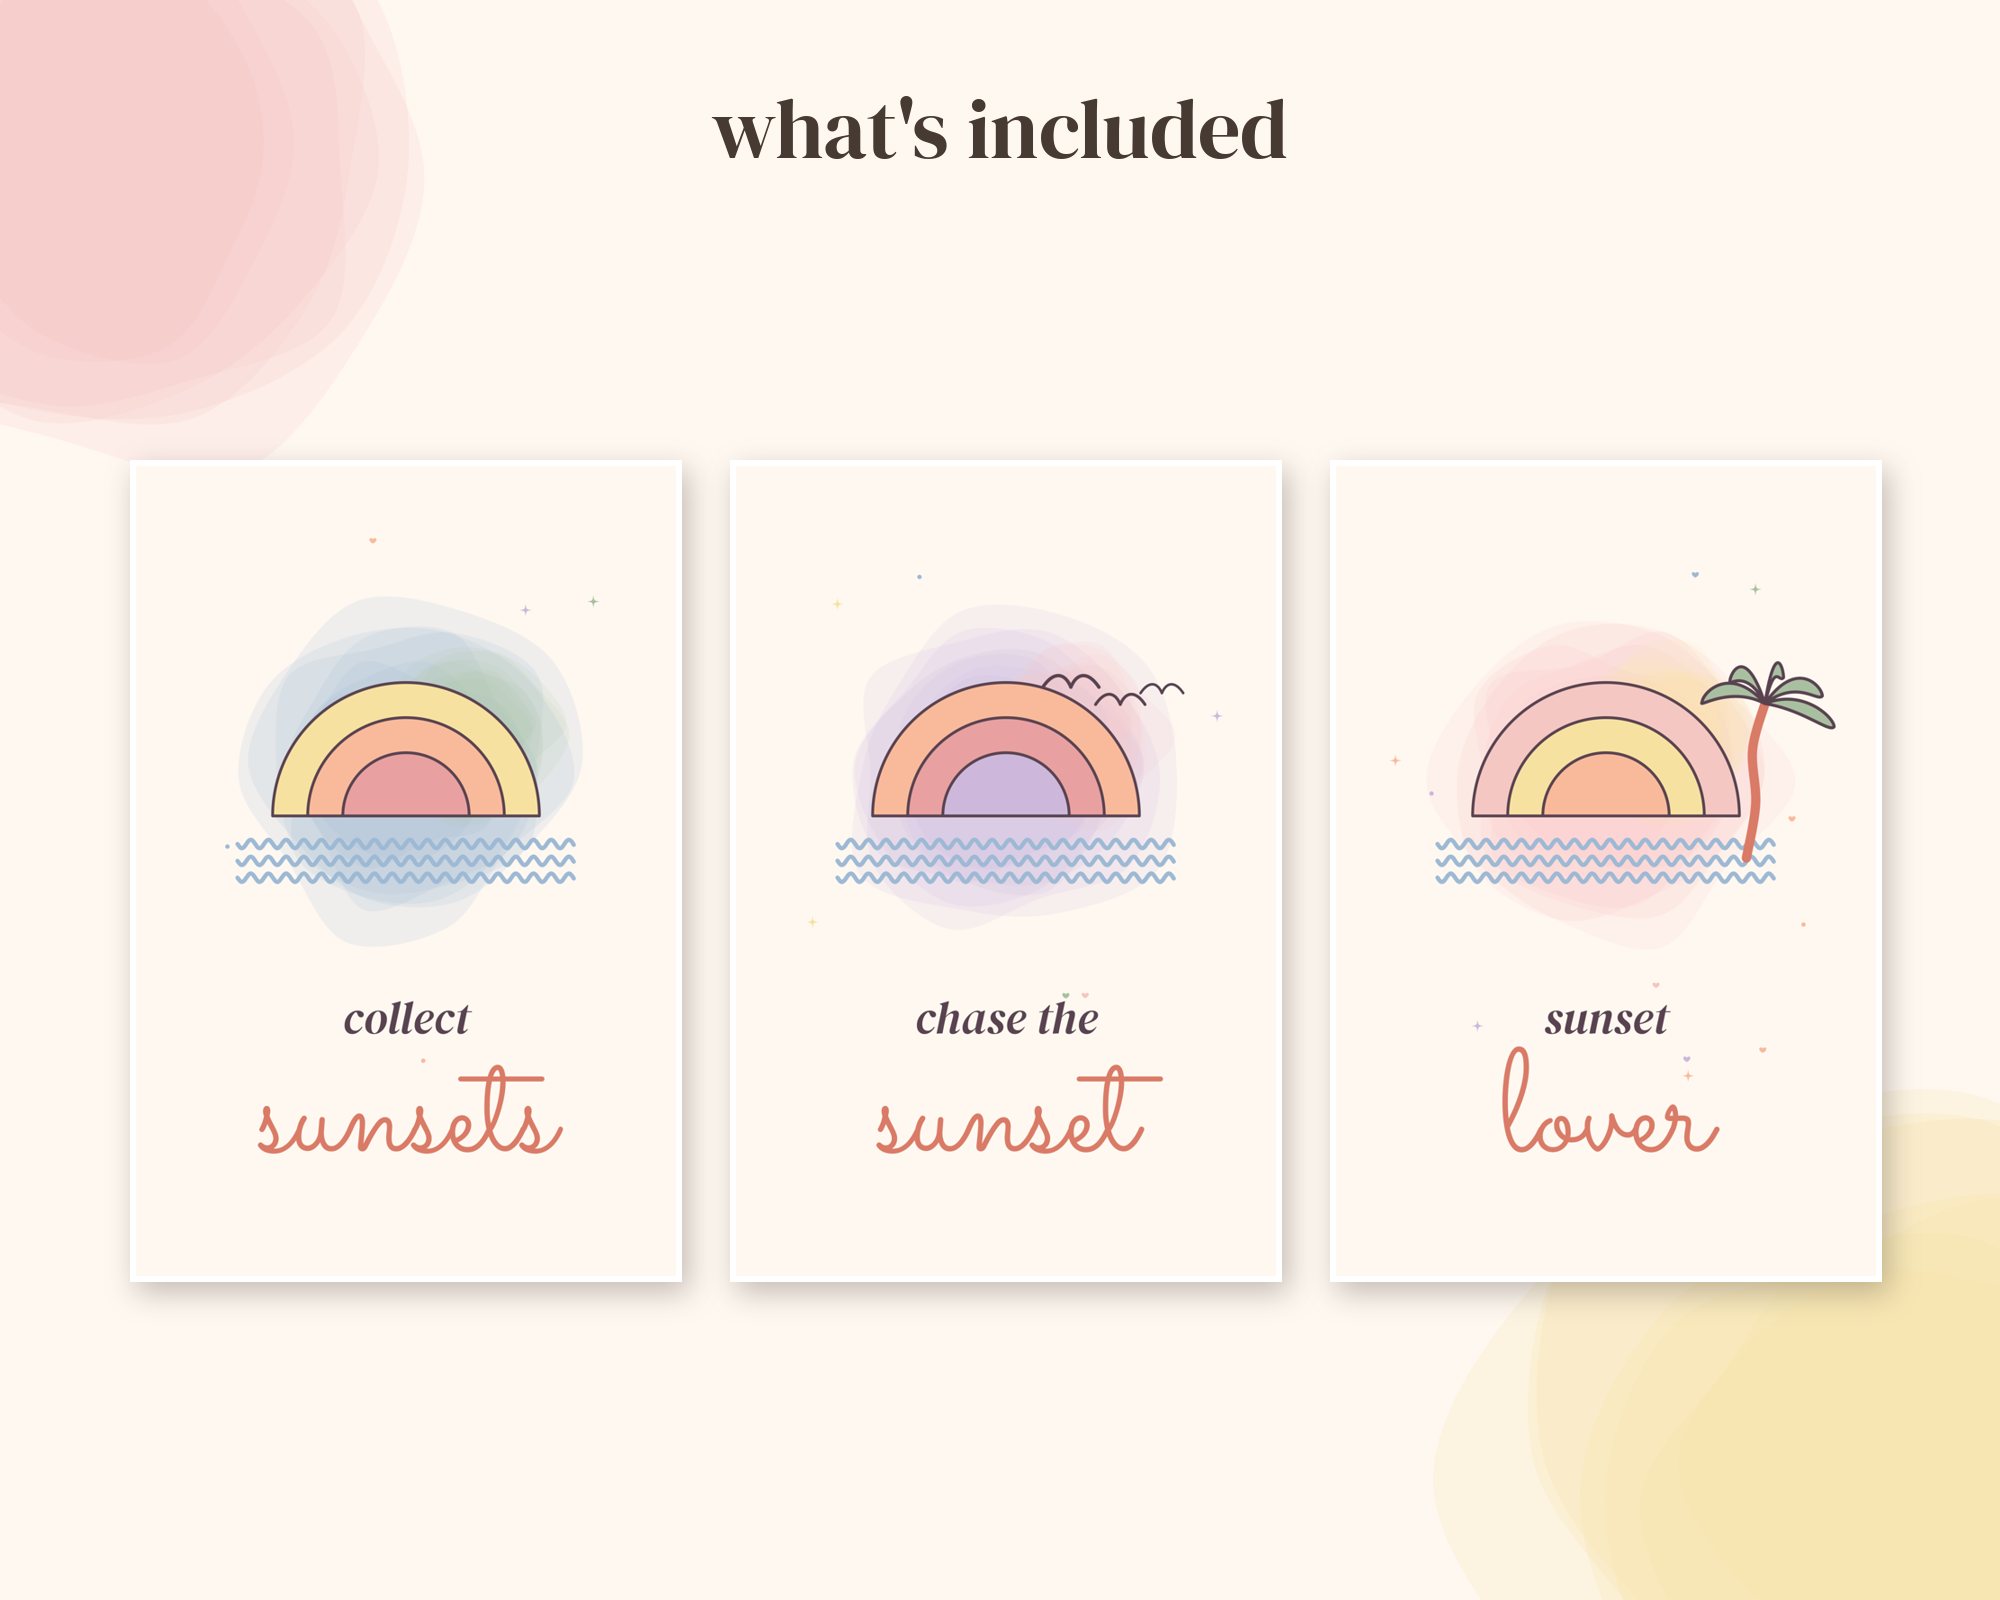 what's included
collect
sunsets
chase the
sunset
sunset
lover